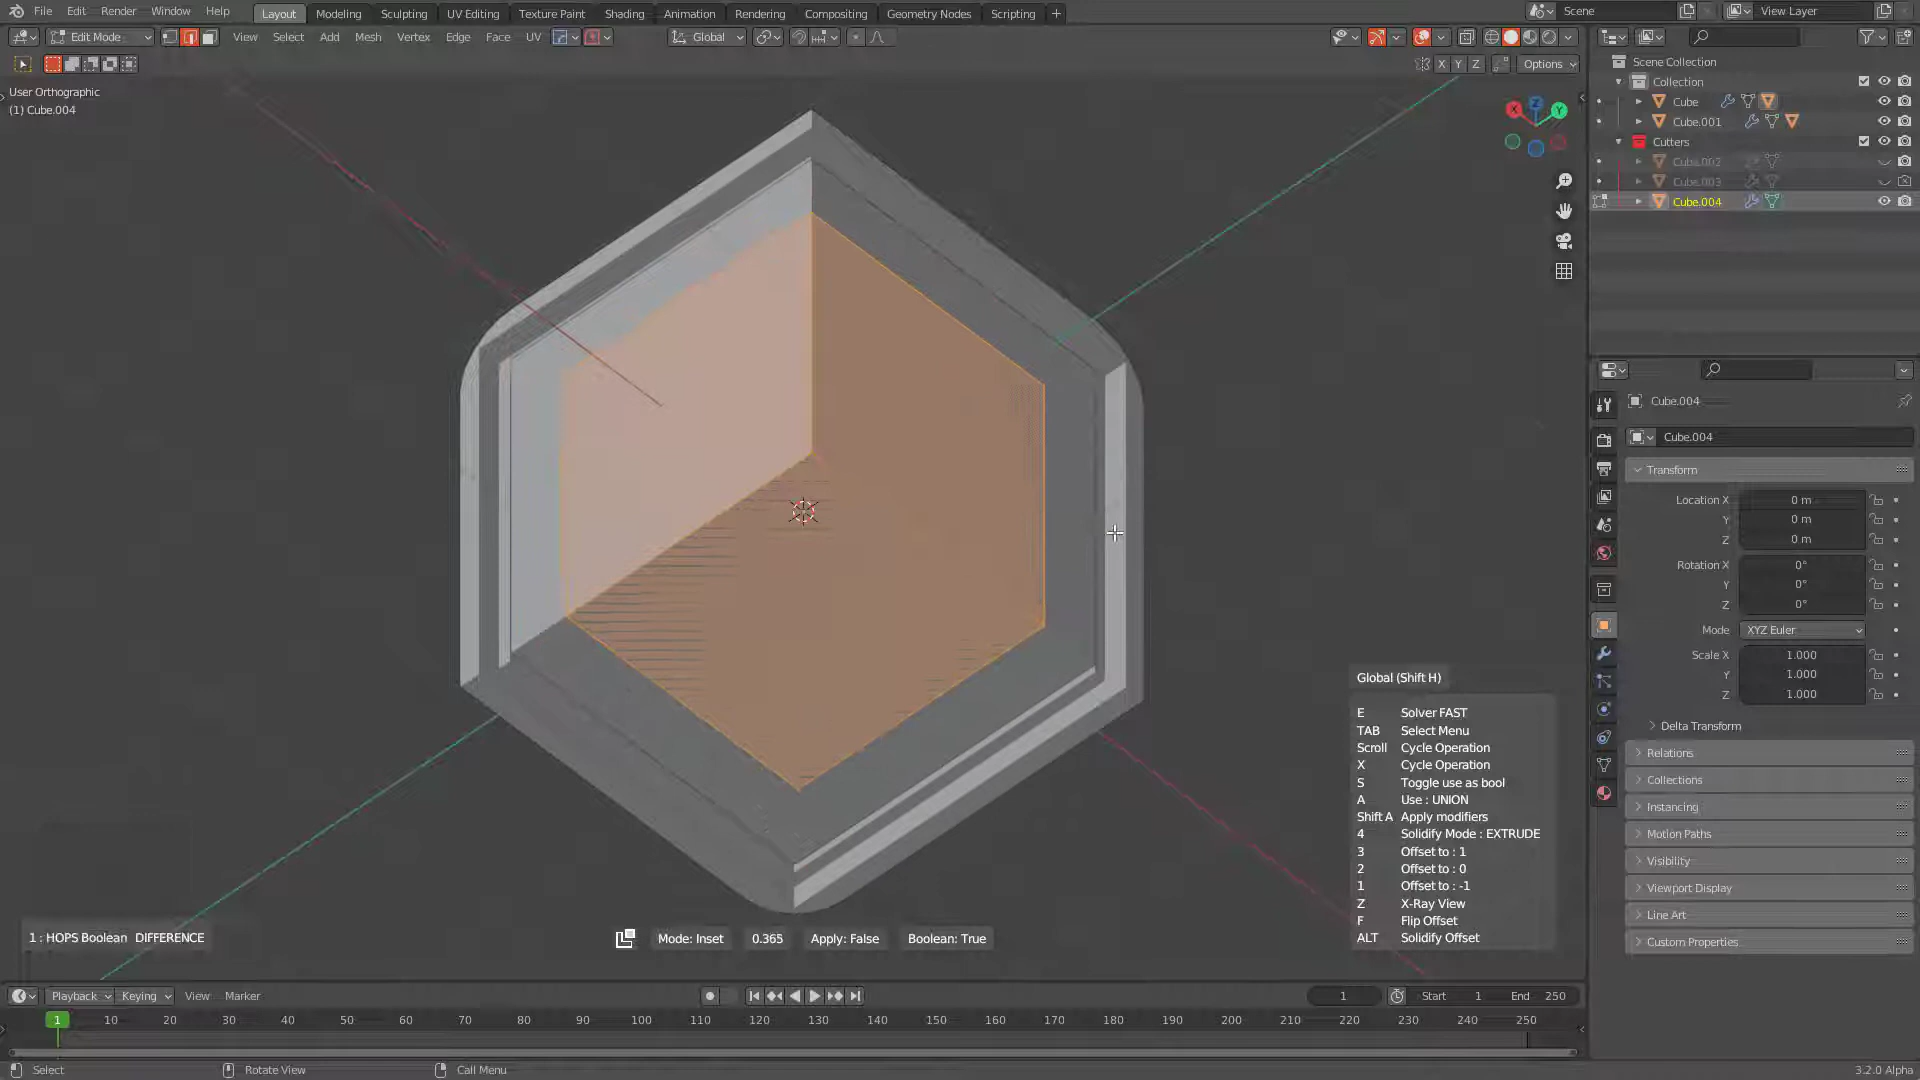 File Edit Render Window Help Layout Modeling Sculpting UV Editing Texture Paint Shading Animation Rendering Compositing Geometry Nodes Scripting + Scene View Layer
Edit Mode View Select Add Mesh Vertex Edge Face UV Global
X Y Z Options
User Orthographic
(1) Cube.004
X Z Y
Scene Collection
Collection
Cube
Cube.001
Cutters
Cube.002
Cube.003
Cube.004
Cube.004
Cube.004
Transform
Location X 0 m
Y 0 m
Z 0 m
Rotation X 0°
Y 0°
Z 0°
Mode XYZ Euler
Scale X 1.000
Y 1.000
Z 1.000
Delta Transform
Relations
Collections
Instancing
Motion Paths
Visibility
Viewport Display
Line Art
Custom Properties
Global (Shift H)
E Solver FAST
TAB Select Menu
Scroll Cycle Operation
X Cycle Operation
S Toggle use as bool
A Use : UNION
Shift A Apply modifiers
4 Solidify Mode : EXTRUDE
3 Offset to : 1
2 Offset to : 0
1 Offset to : -1
Z X-Ray View
F Flip Offset
ALT Solidify Offset
1 : HOPS Boolean DIFFERENCE
Mode: Inset 0.365 Apply: False Boolean: True
Playback Keying View Marker 1 Start 1 End 250
1 10 20 30 40 50 60 70 80 90 100 110 120 130 140 150 160 170 180 190 200 210 220 230 240 250
Select Rotate View Call Menu 3.2.0 Alpha